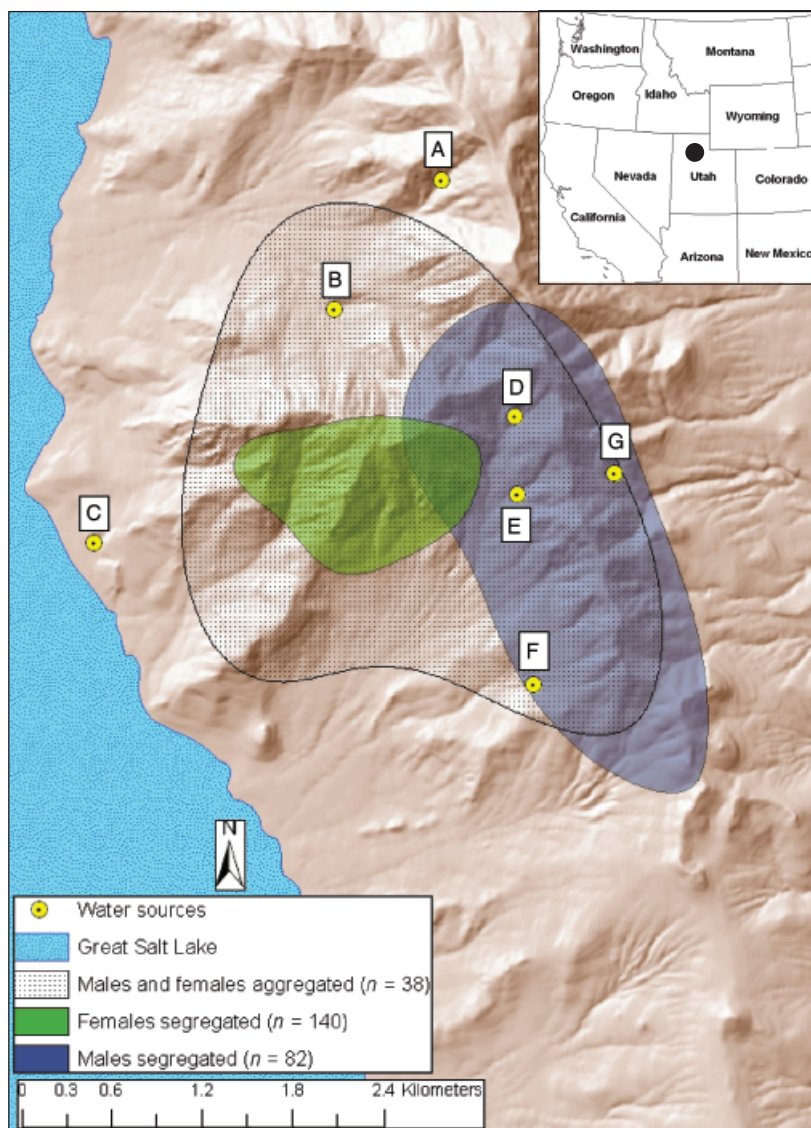 Washington
Montana
Oregon
Idaho
Wyoming
Nevada
Utah
Colorado
California
Arizona
New Mexico
A
B
D
G
E
C
F
N
Water sources
Great Salt Lake
Males and females aggregated (n = 38)
Females segregated (n = 140)
Males segregated (n = 82)
0 0.3 0.6 1.2 1.8 2.4 Kilometers